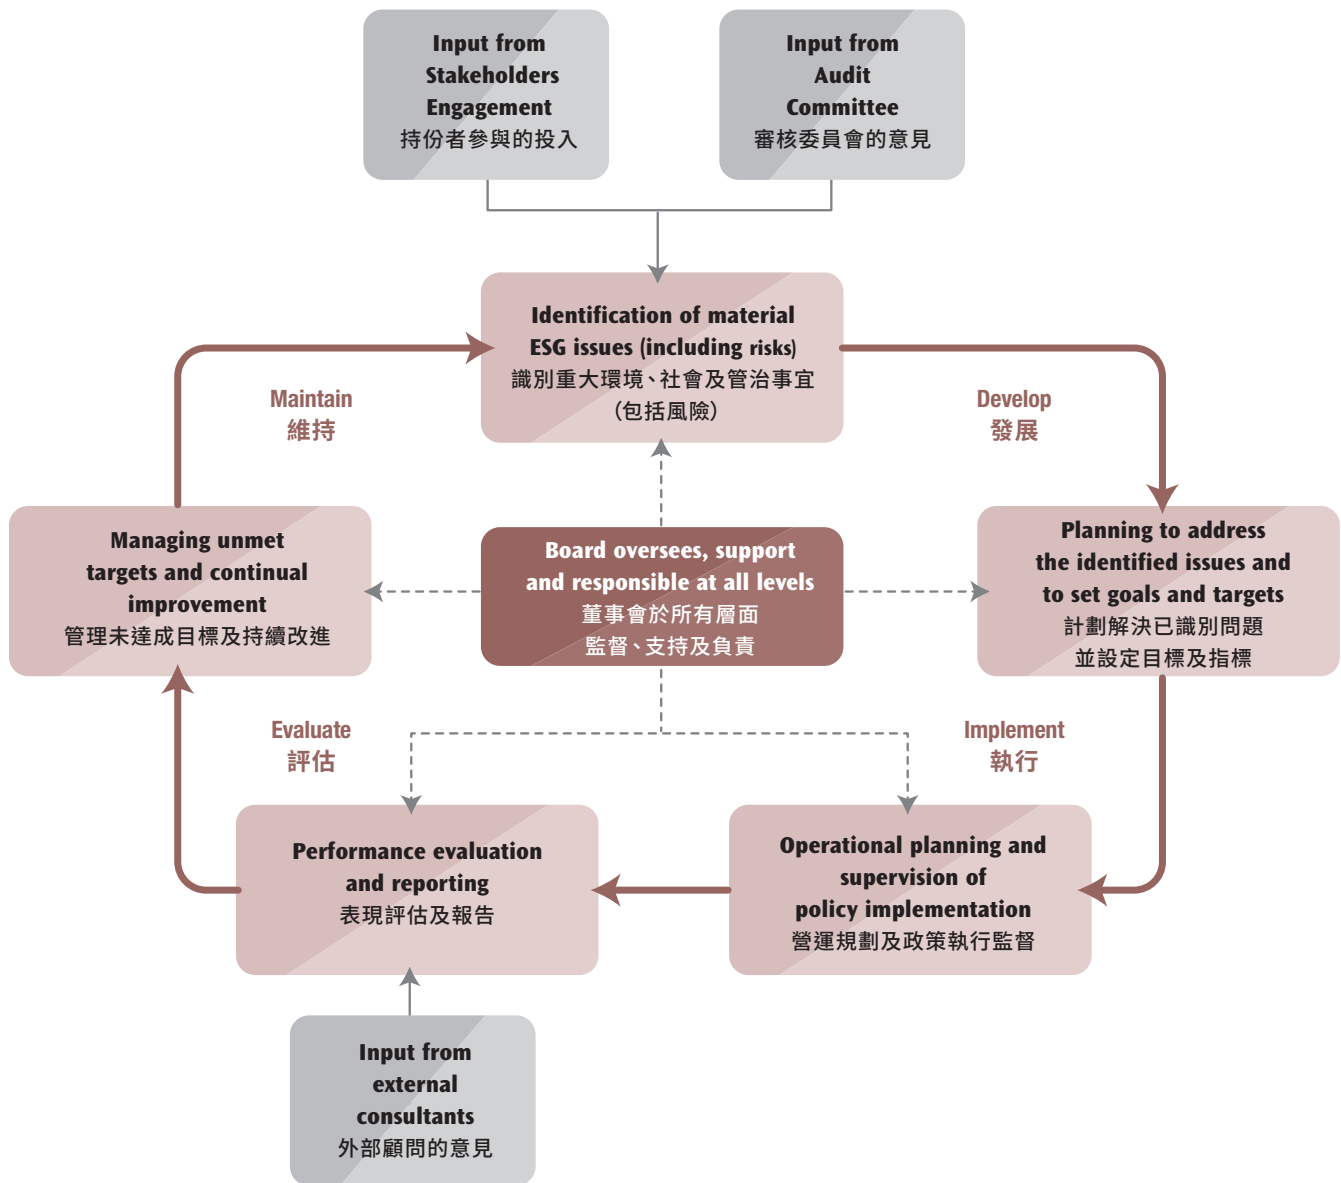 Input from
Stakeholders
Engagement
持份者參與的投入
Input from
Audit
Committee
審核委員會的意見
Identification of material
ESG issues (including risks)
識別重大環境、社會及管治事宜
(包括風險)
Maintain
維持
Develop
發展
Managing unmet
targets and continual
improvement
管理未達成目標及持續改進
Board oversees, support
and responsible at all levels
董事會於所有層面
監督、支持及負責
Planning to address
the identified issues and
to set goals and targets
計劃解決已識別問題
並設定目標及指標
Evaluate
評估
Implement
執行
Performance evaluation
and reporting
表現評估及報告
Operational planning and
supervision of
policy implementation
營運規劃及政策執行監督
Input from
external
consultants
外部顧問的意見